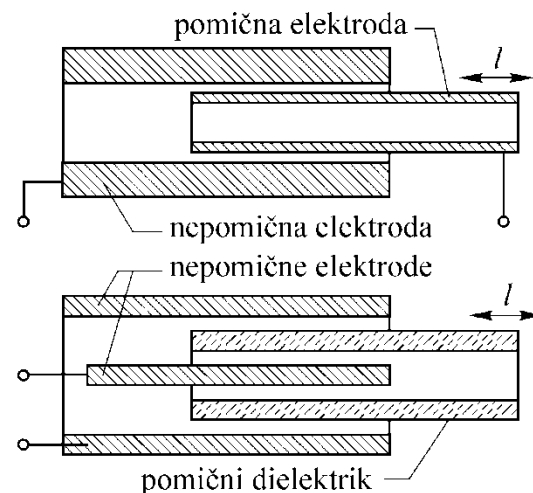 pomična elektroda
l
nepomična elektroda
nepomične elektrode
l
pomični dielektrik